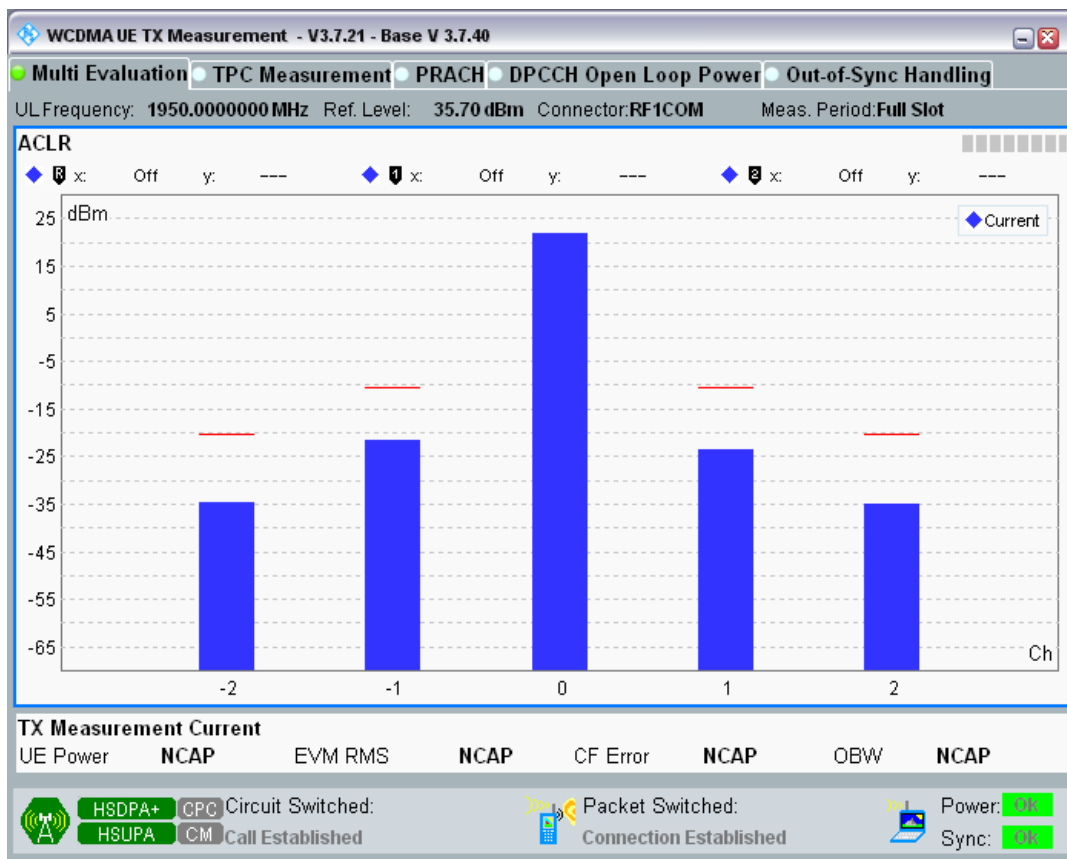 WCDMA UE TX Measurement - V3.7.21 - Base V 3.7.40
Multi Evaluation TPC Measurement PRACH DPCCH Open Loop Power Out-of-Sync Handling
UL Frequency: 1950.0000000 MHz Ref. Level: 35.70 dBm Connector:RF1COM Meas. Period:Full Slot
ACLR
R x: Off y: --- 1 x: Off y: --- 2 x: Off y: ---
dBm
Current
25
15
5
-5
-15
-25
-35
-45
-55
-65
Ch
-2 -1 0 1 2
TX Measurement Current
UE Power NCAP EVM RMS NCAP CF Error NCAP OBW NCAP
HSDPA+ CPC Circuit Switched: Packet Switched: Power: OK
HSUPA CM Call Established Connection Established Sync: OK